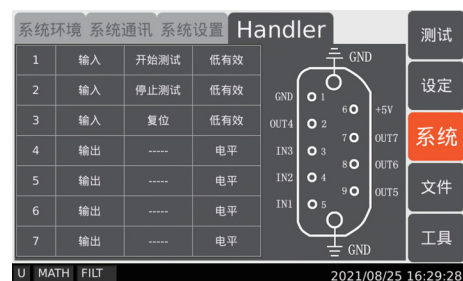 系统环境 系统通讯 系统设置 Handler
测试
设定
系统
文件
工具
1 输入 开始测试 低有效
2 输入 停止测试 低有效
3 输入 复位 低有效
4 输出 ----- 电平
5 输出 ----- 电平
6 输出 ----- 电平
7 输出 ----- 电平
GND
GND 1
6 +5V
OUT4 2
7 OUT7
IN3 3
8 OUT6
IN2 4
9 OUT5
IN1 5
GND
U MATH FILT 2021/08/25 16:29:28